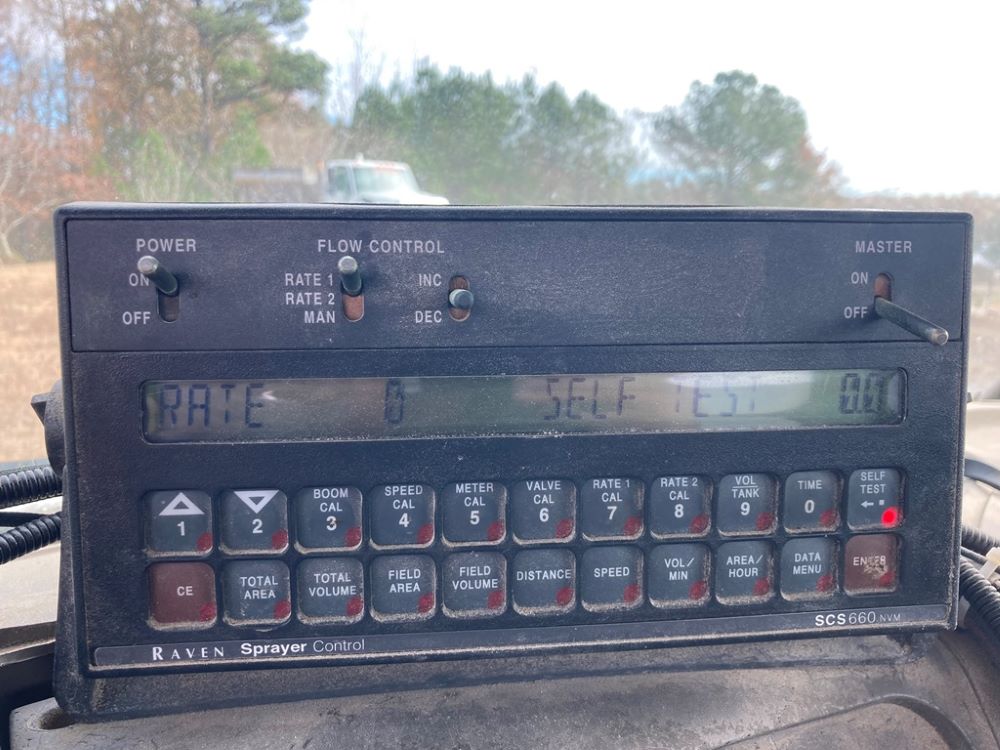 POWER FLOW CONTROL MASTER
ON RATE 1 INC ON
RATE 2
OFF MAN DEC OFF
RATE 0 SELF TEST 0.0
1 2 BOOM CAL 3 SPEED CAL 4 METER CAL 5 VALVE CAL 6 RATE 1 CAL 7 RATE 2 CAL 8 VOL TANK 9 TIME 0 SELF TEST ←
CE TOTAL AREA TOTAL VOLUME FIELD AREA FIELD VOLUME DISTANCE SPEED VOL/MIN AREA/HOUR DATA MENU ENTER
RAVEN Sprayer Control SCS660 NVM